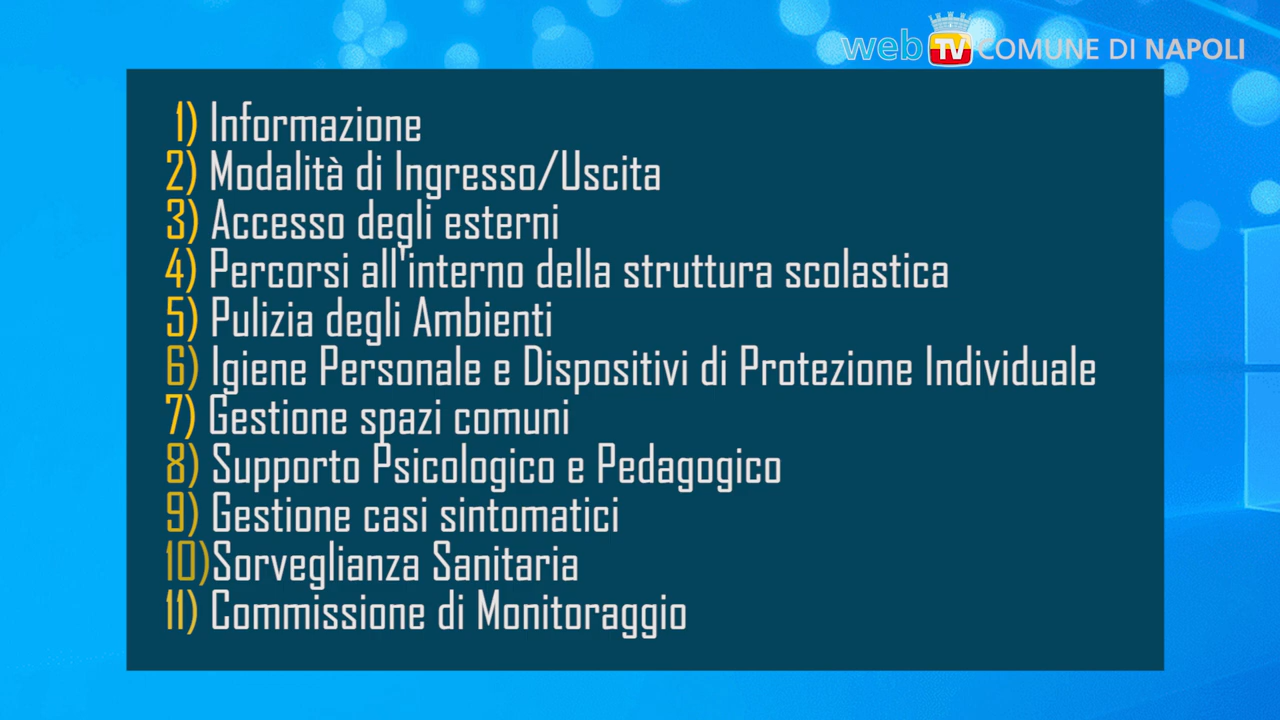 web TV COMUNE DI NAPOLI
1) Informazione
2) Modalità di Ingresso/Uscita
3) Accesso degli esterni
4) Percorsi all'interno della struttura scolastica
5) Pulizia degli Ambienti
6) Igiene Personale e Dispositivi di Protezione Individuale
7) Gestione spazi comuni
8) Supporto Psicologico e Pedagogico
9) Gestione casi sintomatici
10)Sorveglianza Sanitaria
11) Commissione di Monitoraggio